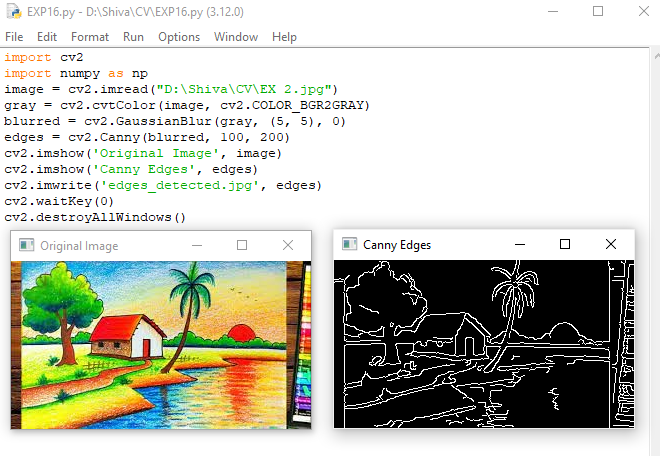 EXP16.py - D:\Shiva\CV\EXP16.py (3.12.0)
File Edit Format Run Options Window Help
import cv2
import numpy as np
image = cv2.imread("D:\Shiva\CV\EX 2.jpg")
gray = cv2.cvtColor(image, cv2.COLOR_BGR2GRAY)
blurred = cv2.GaussianBlur(gray, (5, 5), 0)
edges = cv2.Canny(blurred, 100, 200)
cv2.imshow('Original Image', image)
cv2.imshow('Canny Edges', edges)
cv2.imwrite('edges_detected.jpg', edges)
cv2.waitKey(0)
cv2.destroyAllWindows()
Original Image
Canny Edges